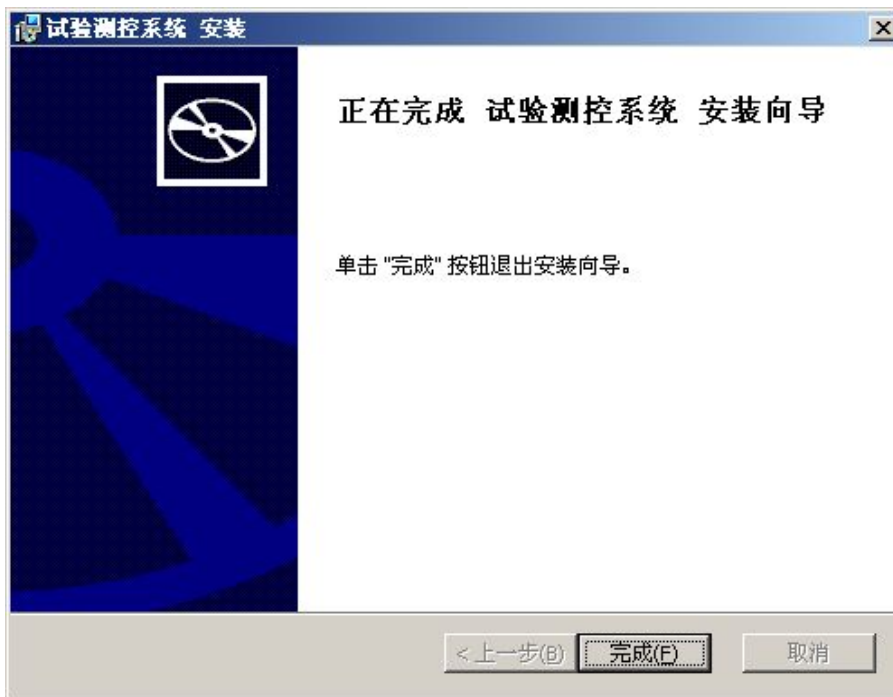 试验测控系统 安装
正在完成 试验测控系统 安装向导
单击 "完成" 按钮退出安装向导。
< 上一步(B) 完成(F) 取消